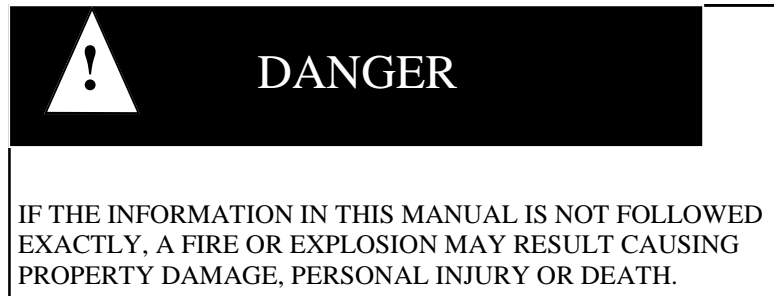 !
DANGER
IF THE INFORMATION IN THIS MANUAL IS NOT FOLLOWED
EXACTLY, A FIRE OR EXPLOSION MAY RESULT CAUSING
PROPERTY DAMAGE, PERSONAL INJURY OR DEATH.